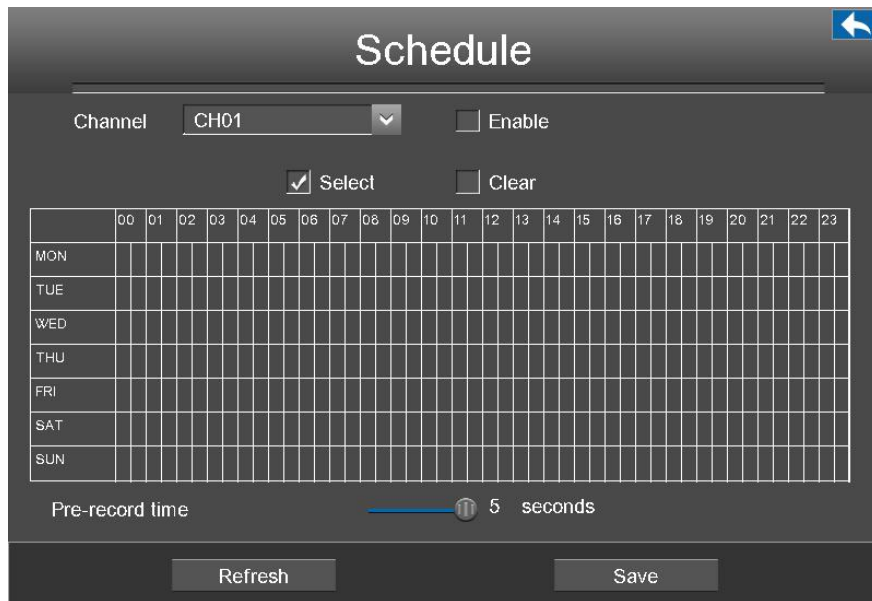 Schedule
Channel CH01 Enable
Select Clear
00 01 02 03 04 05 06 07 08 09 10 11 12 13 14 15 16 17 18 19 20 21 22 23
MON
TUE
WED
THU
FRI
SAT
SUN
Pre-record time 5 seconds
Refresh Save